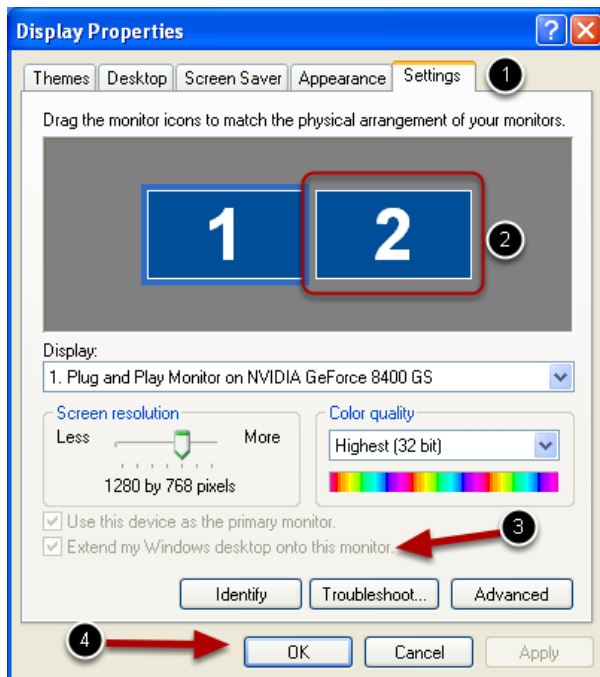 Display Properties
Themes Desktop Screen Saver Appearance Settings 1
Drag the monitor icons to match the physical arrangement of your monitors.
1 2 2
Display:
1. Plug and Play Monitor on NVIDIA GeForce 8400 GS
Screen resolution Color quality
Less More Highest (32 bit)
1280 by 768 pixels
Use this device as the primary monitor.
Extend my Windows desktop onto this monitor. 3
Identify Troubleshoot... Advanced
4 OK Cancel Apply